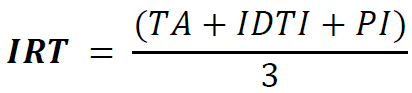 IRT = (TA + IDTI + PI) / 3